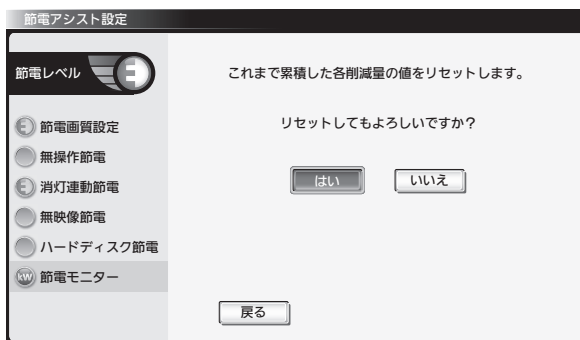 節電アシスト設定
節電レベル
節電画質設定
無操作節電
消灯連動節電
無映像節電
ハードディスク節電
kW 節電モニター
これまで累積した各削減量の値をリセットします。
リセットしてもよろしいですか？
はい いいえ
戻る